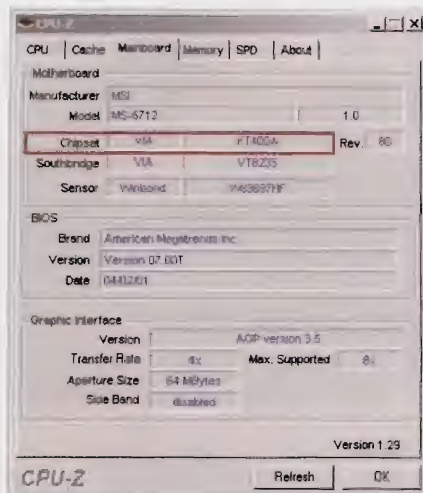 CPU-Z
CPU Cache Mainboard Memory SPD About
Motherboard
Manufacturer MSI
Model MS-6712 1.0
Chipset VIA KT400A Rev. 80
Southbridge VIA VT8235
Sensor Winbond W83697HF
BIOS
Brand American Megatrends Inc.
Version Version 07.00T
Date 04/02/01
Graphic Interface
Version AGP version 3.5
Transfer Rate 4x Max. Supported 8x
Aperture Size 64 MBytes
Side Band disabled
Version 1.29
CPU-Z Refresh OK